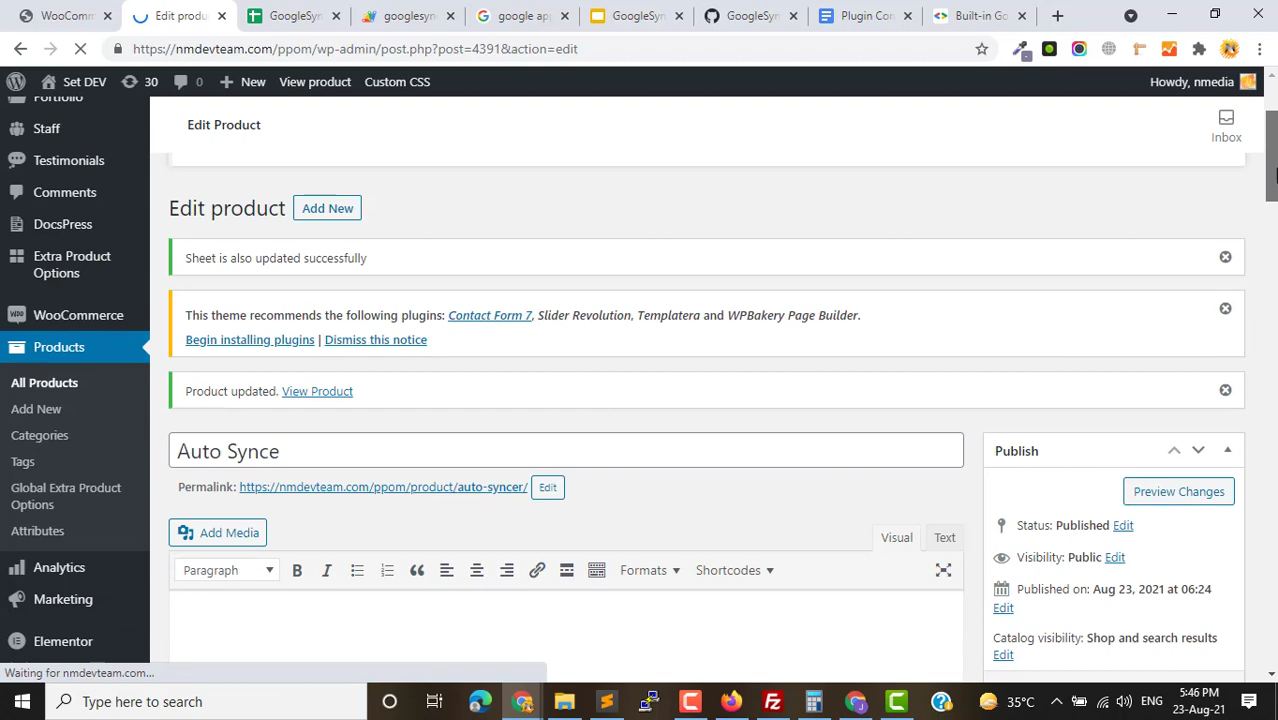 WooComm
Edit produ
GoogleSyn
googlesyn
google app
GoogleSyn
GoogleSyn
Plugin Con
Built-in Go
https://nmdevteam.com/ppom/wp-admin/post.php?post=4391&action=edit
Set DEV
30
0
New
View product
Custom CSS
Howdy, nmedia
Portfolio
Staff
Testimonials
Comments
DocsPress
Extra Product
Options
WooCommerce
Products
All Products
Add New
Categories
Tags
Global Extra Product
Options
Attributes
Analytics
Marketing
Elementor
Edit Product
Inbox
Edit product
Add New
Sheet is also updated successfully
This theme recommends the following plugins: Contact Form 7, Slider Revolution, Templatera and WPBakery Page Builder.
Begin installing plugins | Dismiss this notice
Product updated. View Product
Auto Synce
Permalink: https://nmdevteam.com/ppom/product/auto-syncer/
Edit
Add Media
Visual
Text
Paragraph
B
I
Formats
Shortcodes
Publish
Preview Changes
Status: Published Edit
Visibility: Public Edit
Published on: Aug 23, 2021 at 06:24
Edit
Catalog visibility: Shop and search results
Edit
Waiting for nmdevteam.com...
Type here to search
35°C
ENG
5:46 PM
23-Aug-21